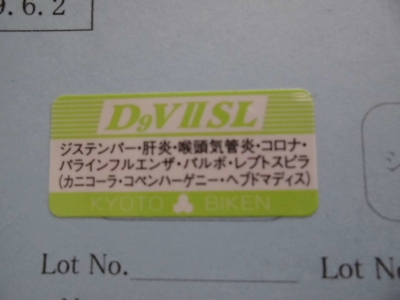 9.6.2
D9VⅡSL
ジステンパー・肝炎・喉頭気管炎・コロナ・
パラインフルエンザ・パルボ・レプトスピラ
(カニコーラ・コペンハーゲニー・ヘブドマディス)
KYOTO BIKEN
Lot No.
Lot No